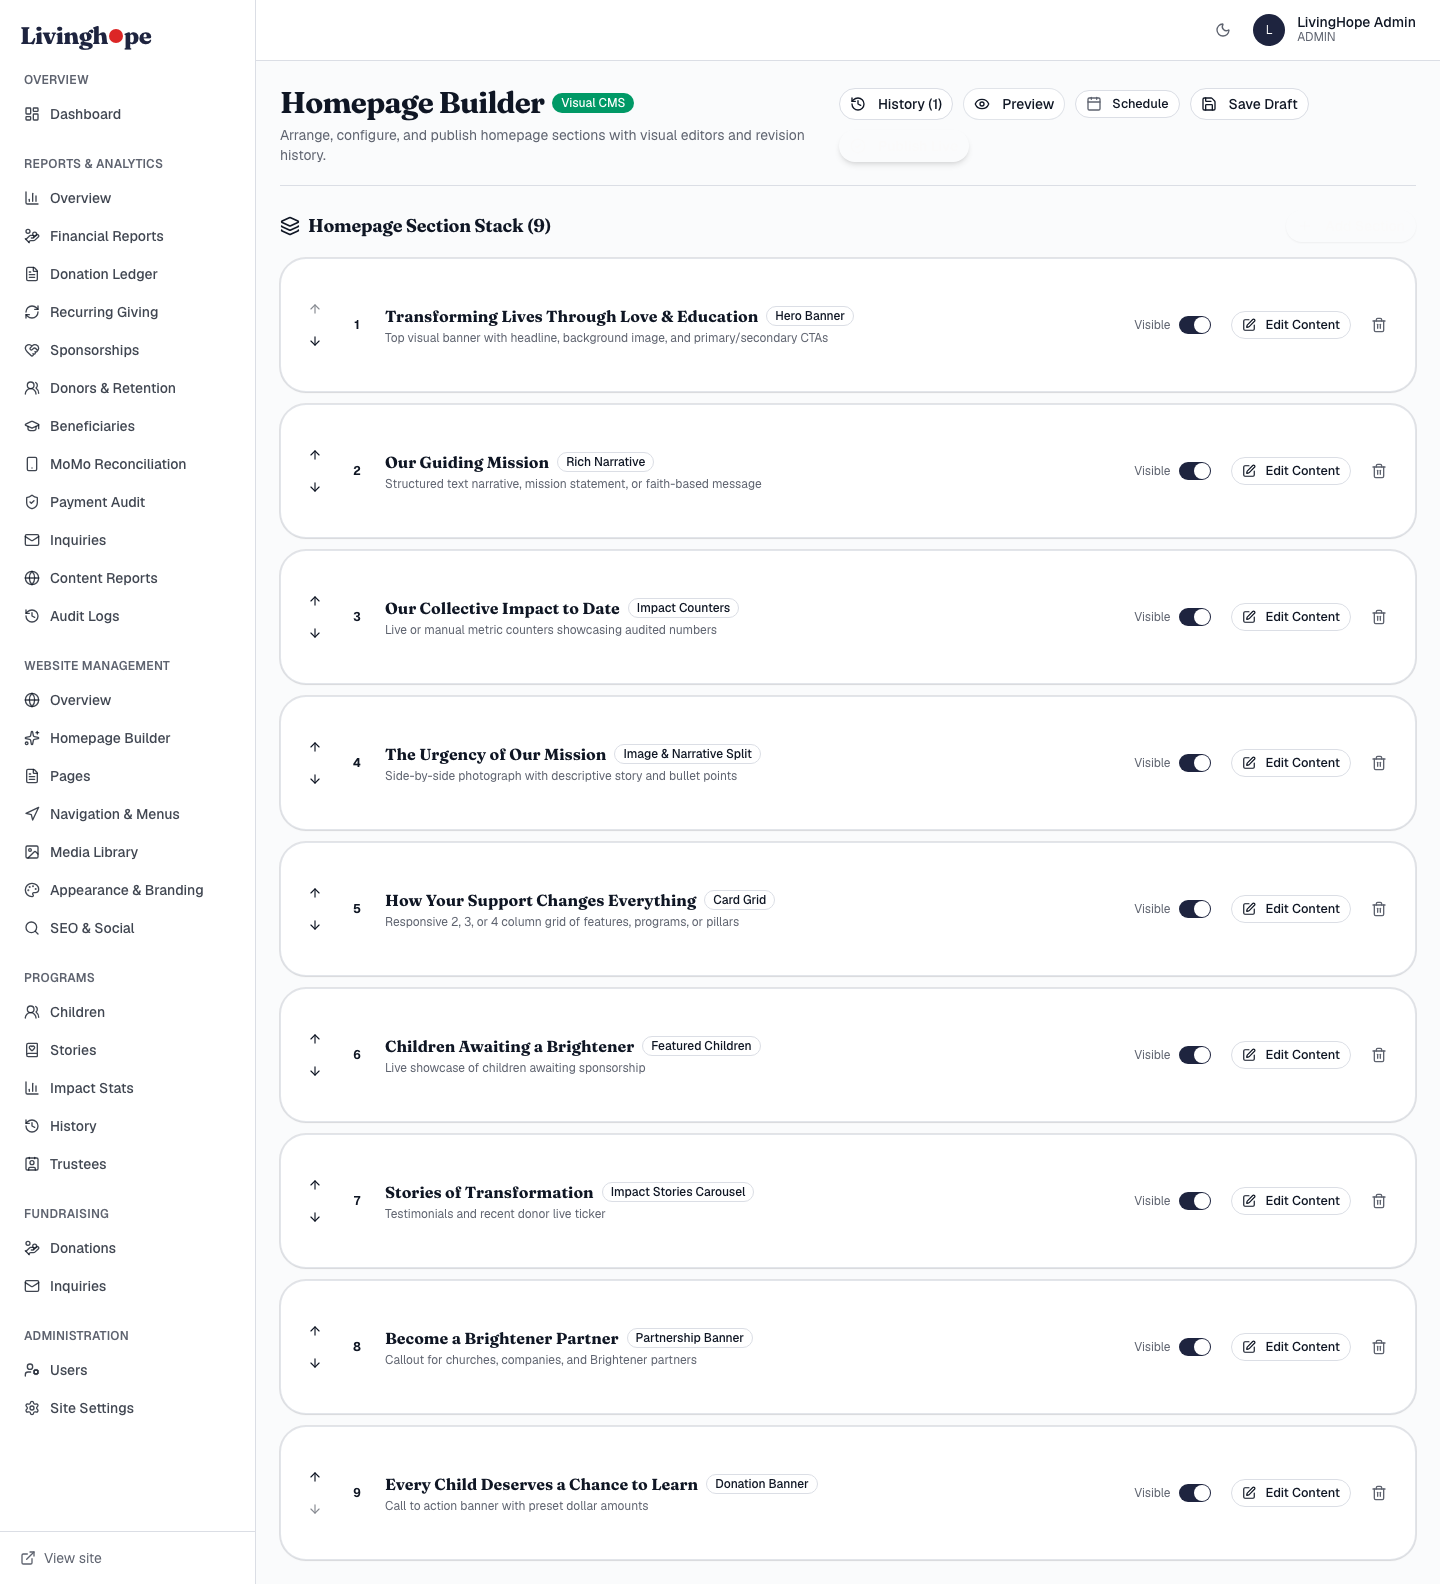 Livinghope
OVERVIEW
Dashboard
REPORTS & ANALYTICS
Overview
Financial Reports
Donation Ledger
Recurring Giving
Sponsorships
Donors & Retention
Beneficiaries
MoMo Reconciliation
Payment Audit
Inquiries
Content Reports
Audit Logs
WEBSITE MANAGEMENT
Overview
Homepage Builder
Pages
Navigation & Menus
Media Library
Appearance & Branding
SEO & Social
PROGRAMS
Children
Stories
Impact Stats
History
Trustees
FUNDRAISING
Donations
Inquiries
ADMINISTRATION
Users
Site Settings
View site
L
LivingHope Admin
ADMIN
Homepage Builder Visual CMS
Arrange, configure, and publish homepage sections with visual editors and revision
history.
History (1) Preview Schedule Save Draft
Homepage Section Stack (9)
1 Transforming Lives Through Love & Education Hero Banner
Top visual banner with headline, background image, and primary/secondary CTAs
Visible Edit Content
2 Our Guiding Mission Rich Narrative
Structured text narrative, mission statement, or faith-based message
Visible Edit Content
3 Our Collective Impact to Date Impact Counters
Live or manual metric counters showcasing audited numbers
Visible Edit Content
4 The Urgency of Our Mission Image & Narrative Split
Side-by-side photograph with descriptive story and bullet points
Visible Edit Content
5 How Your Support Changes Everything Card Grid
Responsive 2, 3, or 4 column grid of features, programs, or pillars
Visible Edit Content
6 Children Awaiting a Brightener Featured Children
Live showcase of children awaiting sponsorship
Visible Edit Content
7 Stories of Transformation Impact Stories Carousel
Testimonials and recent donor live ticker
Visible Edit Content
8 Become a Brightener Partner Partnership Banner
Callout for churches, companies, and Brightener partners
Visible Edit Content
9 Every Child Deserves a Chance to Learn Donation Banner
Call to action banner with preset dollar amounts
Visible Edit Content